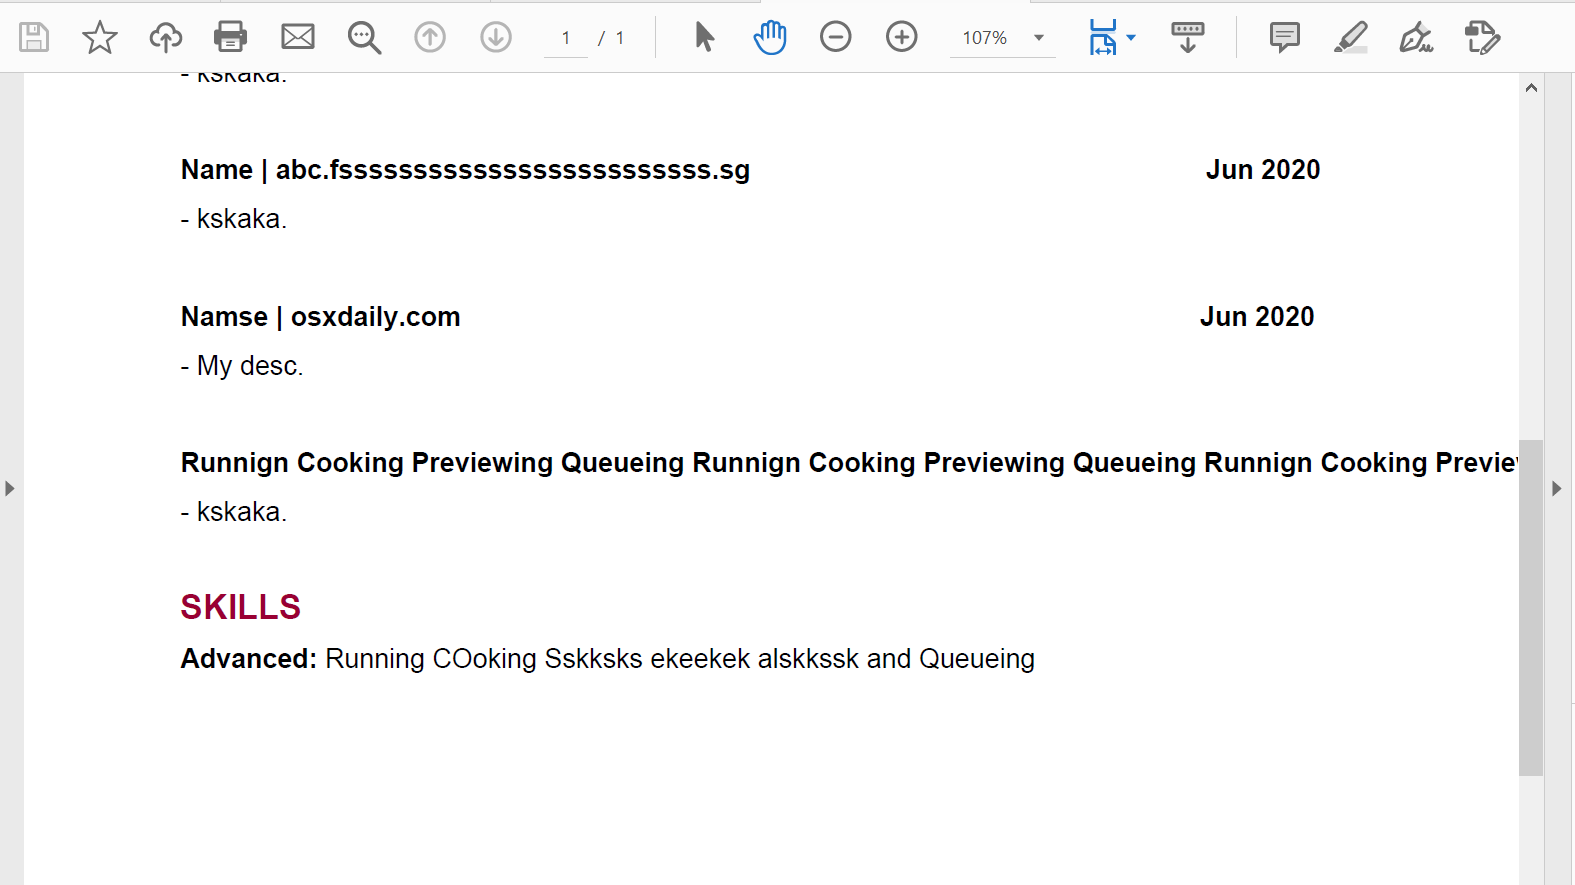 1 / 1
107%
- kskaka.
Name | abc.fsssssssssssssssssssssssss.sg Jun 2020
- kskaka.
Namse | osxdaily.com Jun 2020
- My desc.
Runnign Cooking Previewing Queueing Runnign Cooking Previewing Queueing Runnign Cooking Previe
- kskaka.
SKILLS
Advanced: Running COoking Sskksks ekeekek alskkssk and Queueing